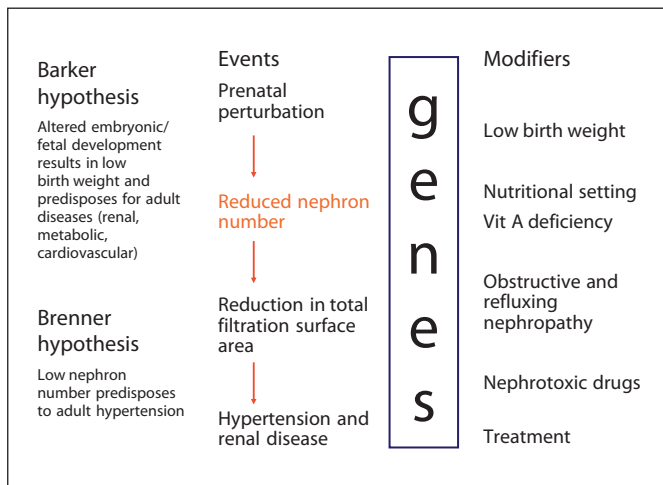 Barker
hypothesis
Altered embryonic/
fetal development
results in low
birth weight and
predisposes for adult
diseases (renal,
metabolic,
cardiovascular)
Brenner
hypothesis
Low nephron
number predisposes
to adult hypertension
Events
Prenatal
perturbation
Reduced nephron
number
Reduction in total
filtration surface
area
Hypertension and
renal disease
g
e
n
e
s
Modifiers
Low birth weight
Nutritional setting
Vit A deficiency
Obstructive and
refluxing
nephropathy
Nephrotoxic drugs
Treatment